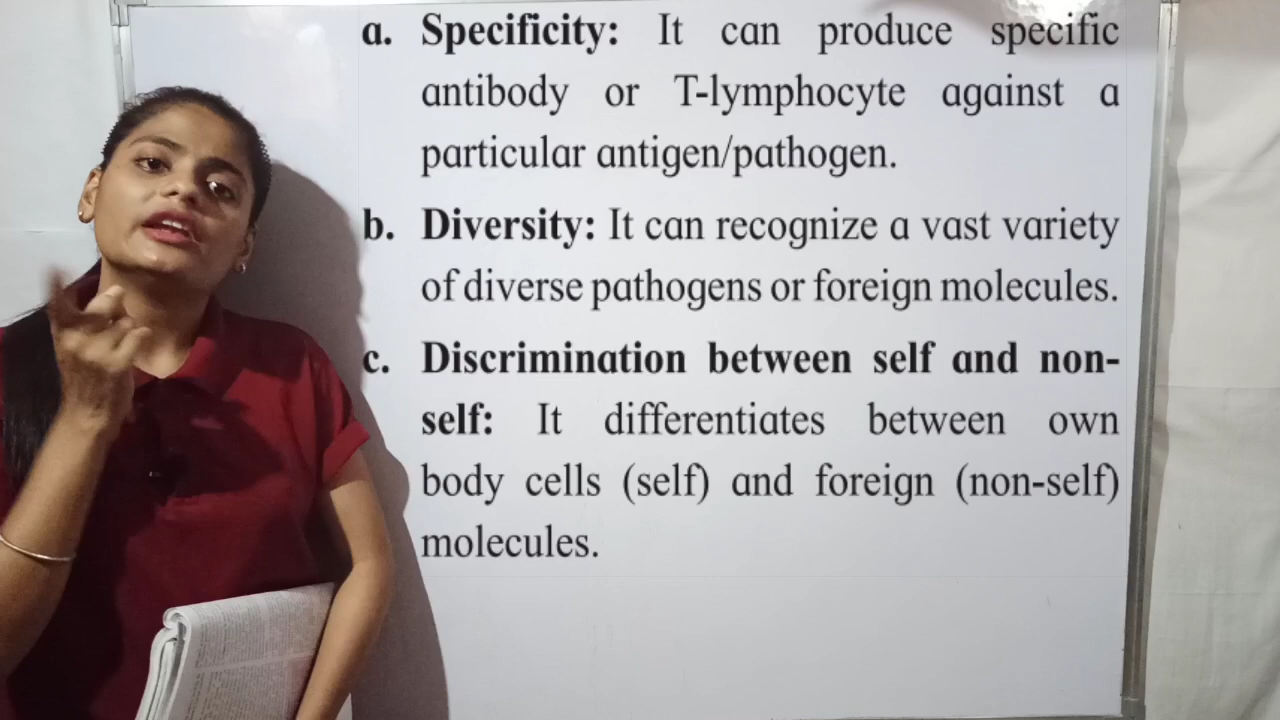 a. Specificity: It can produce specific
antibody or T-lymphocyte against a
particular antigen/pathogen.
b. Diversity: It can recognize a vast variety
of diverse pathogens or foreign molecules.
c. Discrimination between self and non-
self: It differentiates between own
body cells (self) and foreign (non-self)
molecules.